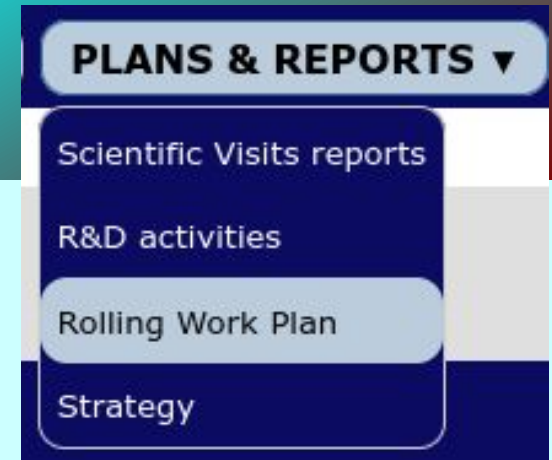 PLANS & REPORTS ▼
Scientific Visits reports
R&D activities
Rolling Work Plan
Strategy